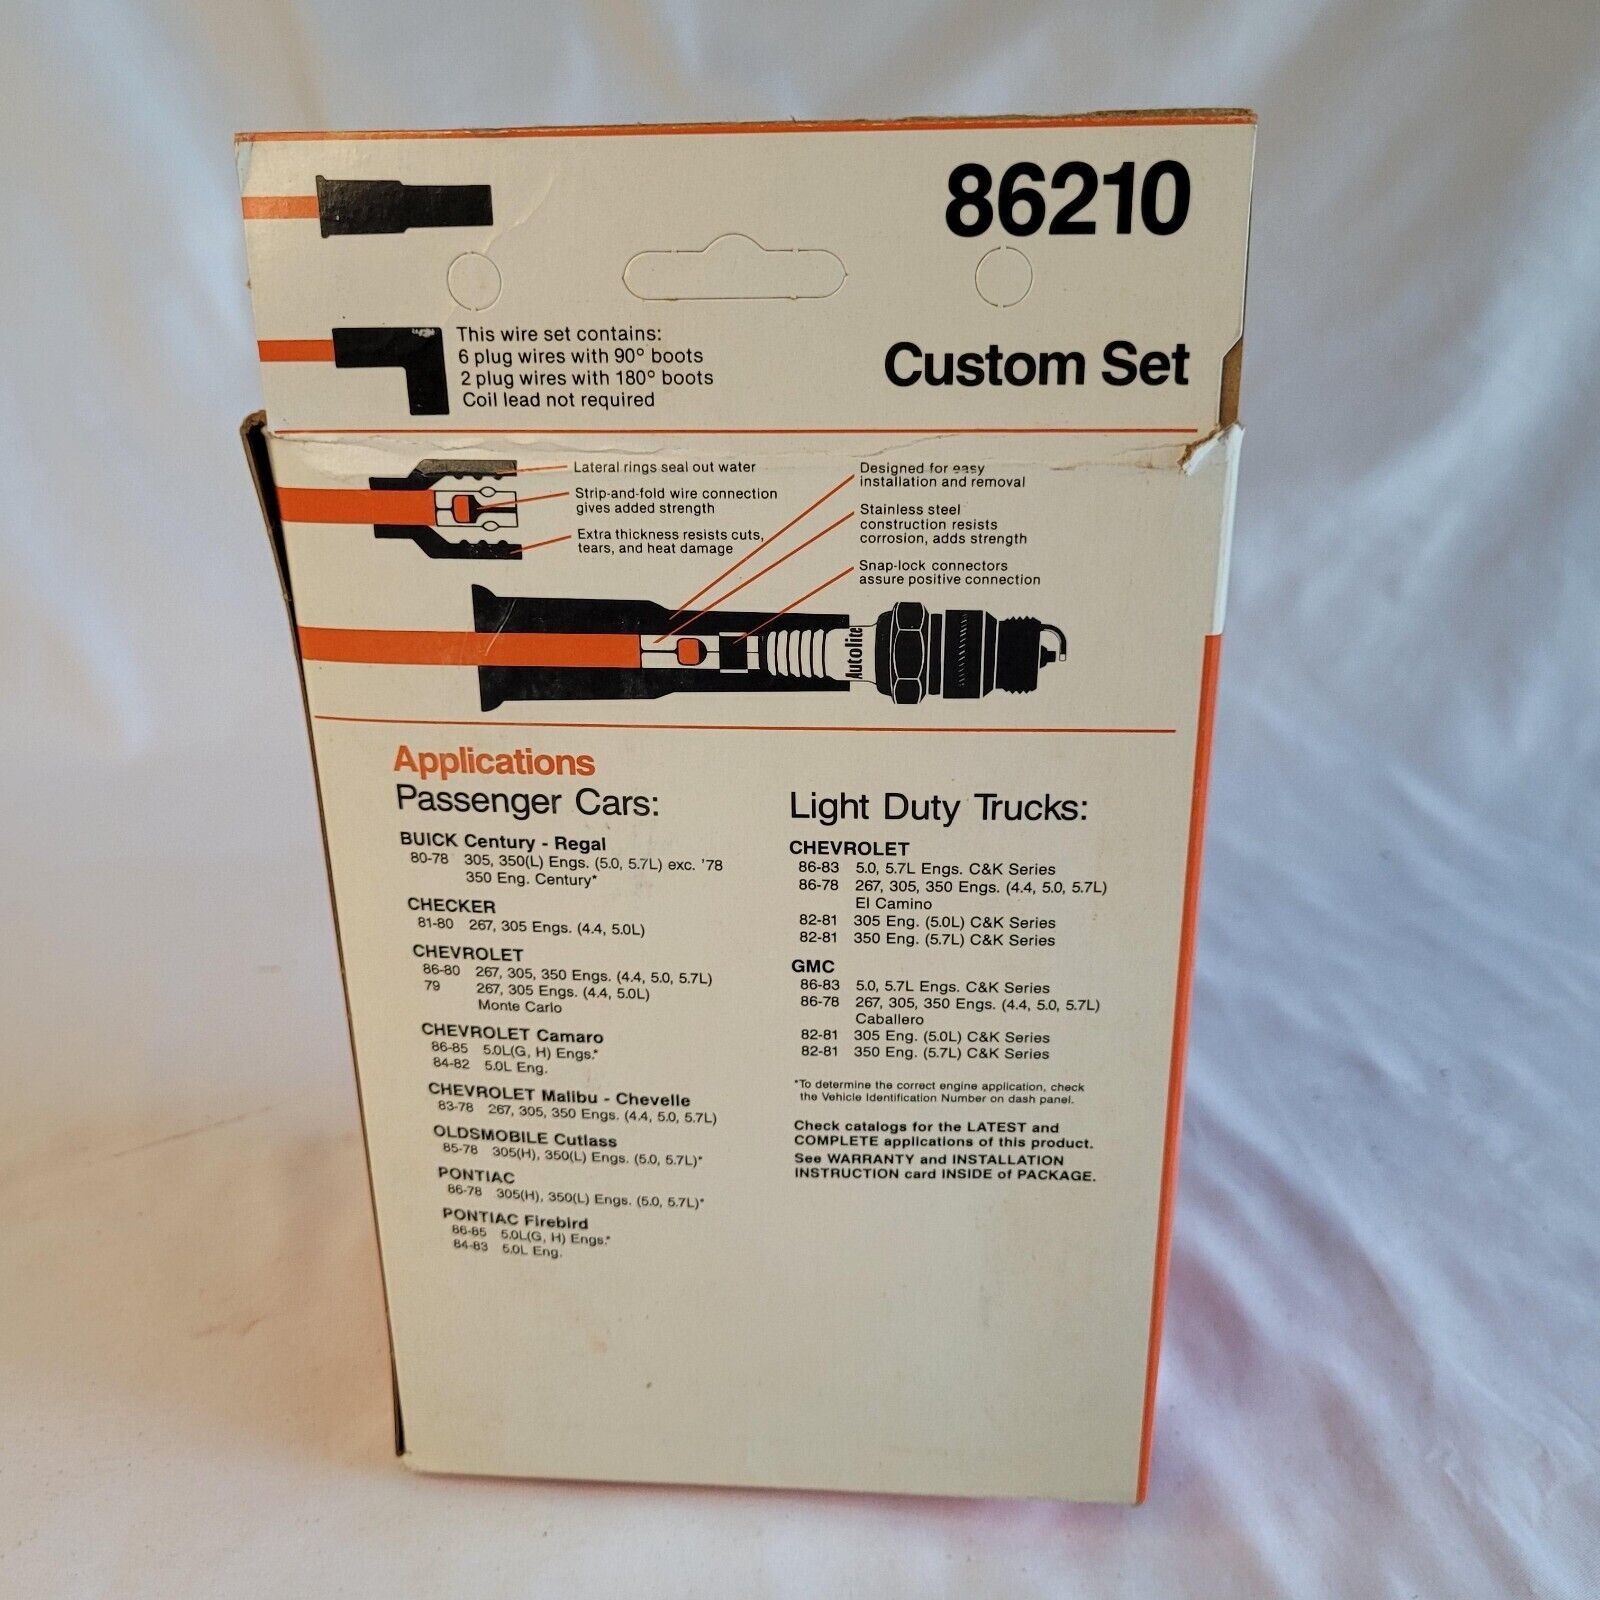 86210
This wire set contains:
6 plug wires with 90° boots
2 plug wires with 180° boots
Coil lead not required
Custom Set
Lateral rings seal out water
Strip-and-fold wire connection
gives added strength
Extra thickness resists cuts,
tears, and heat damage
Designed for easy
installation and removal
Stainless steel
construction resists
corrosion, adds strength
Snap-lock connectors
assure positive connection
Autolite
Applications
Passenger Cars:
BUICK Century - Regal
80-78 305, 350(L) Engs. (5.0, 5.7L) exc. '78
350 Eng. Century*
CHECKER
81-80 267, 305 Engs. (4.4, 5.0L)
CHEVROLET
86-80 267, 305, 350 Engs. (4.4, 5.0, 5.7L)
79 267, 305 Engs. (4.4, 5.0L)
Monte Carlo
CHEVROLET Camaro
86-85 5.0L(G, H) Engs.*
84-82 5.0L Eng.
CHEVROLET Malibu - Chevelle
83-78 267, 305, 350 Engs. (4.4, 5.0, 5.7L)
OLDSMOBILE Cutlass
85-78 305(H), 350(L) Engs. (5.0, 5.7L)*
PONTIAC
86-78 305(H), 350(L) Engs. (5.0, 5.7L)*
PONTIAC Firebird
86-85 5.0L(G, H) Engs.*
84-83 5.0L Eng.
Light Duty Trucks:
CHEVROLET
86-83 5.0, 5.7L Engs. C&K Series
86-78 267, 305, 350 Engs. (4.4, 5.0, 5.7L)
El Camino
82-81 305 Eng. (5.0L) C&K Series
82-81 350 Eng. (5.7L) C&K Series
GMC
86-83 5.0, 5.7L Engs. C&K Series
86-78 267, 305, 350 Engs. (4.4, 5.0, 5.7L)
Caballero
82-81 305 Eng. (5.0L) C&K Series
82-81 350 Eng. (5.7L) C&K Series
*To determine the correct engine application, check
the Vehicle Identification Number on dash panel.
Check catalogs for the LATEST and
COMPLETE applications of this product.
See WARRANTY and INSTALLATION
INSTRUCTION card INSIDE of PACKAGE.